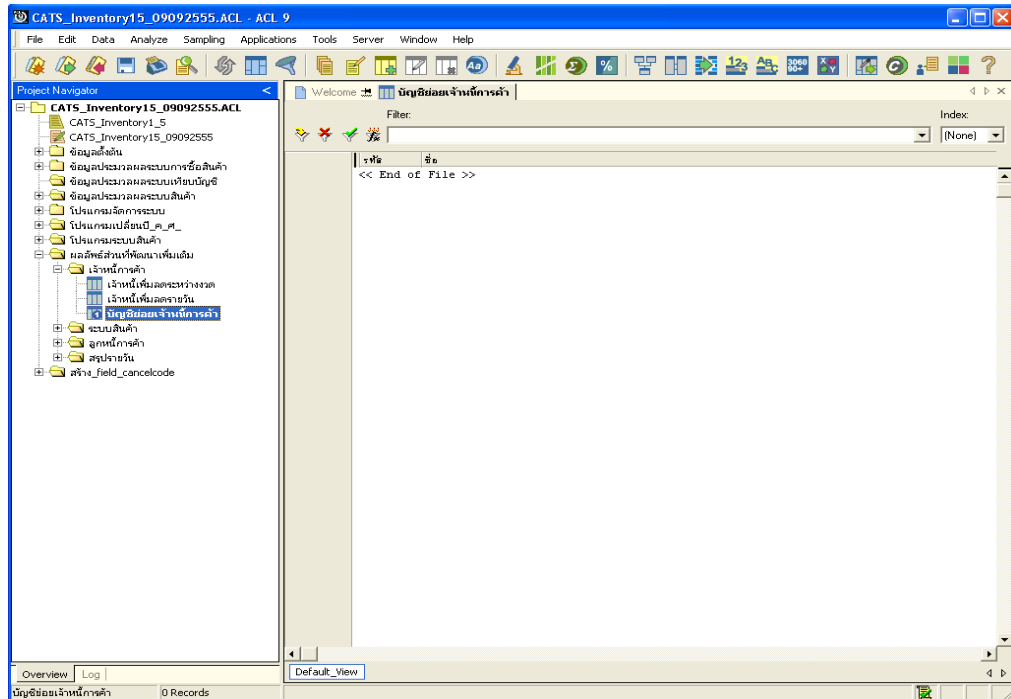 CATS_Inventory15_09092555.ACL - ACL 9
File Edit Data Analyze Sampling Applications Tools Server Window Help
Project Navigator <
Welcome บัญชีย่อยเจ้าหนี้การค้า
CATS_Inventory15_09092555.ACL
CATS_Inventory1_5
CATS_Inventory15_09092555
ข้อมูลตั้งต้น
ข้อมูลประมวลผลระบบการซื้อสินค้า
ข้อมูลประมวลผลระบบเทียบบัญชี
ข้อมูลประมวลผลระบบสินค้า
โปรแกรมจัดการระบบ
โปรแกรมเปลี่ยนปี_ค_ศ_
โปรแกรมระบบสินค้า
ผลลัพธ์ส่วนที่พัฒนาเพิ่มเติม
เจ้าหนี้การค้า
เจ้าหนี้เพิ่มลดระหว่างงวด
เจ้าหนี้เพิ่มลดรายวัน
บัญชีย่อยเจ้าหนี้การค้า
ระบบสินค้า
ลูกหนี้การค้า
สรุปรายวัน
สร้าง_field_cancelcode
Filter: Index:
(None)
รหัส ชื่อ
<< End of File >>
Default_View
Overview Log
บัญชีย่อยเจ้าหนี้การค้า 0 Records